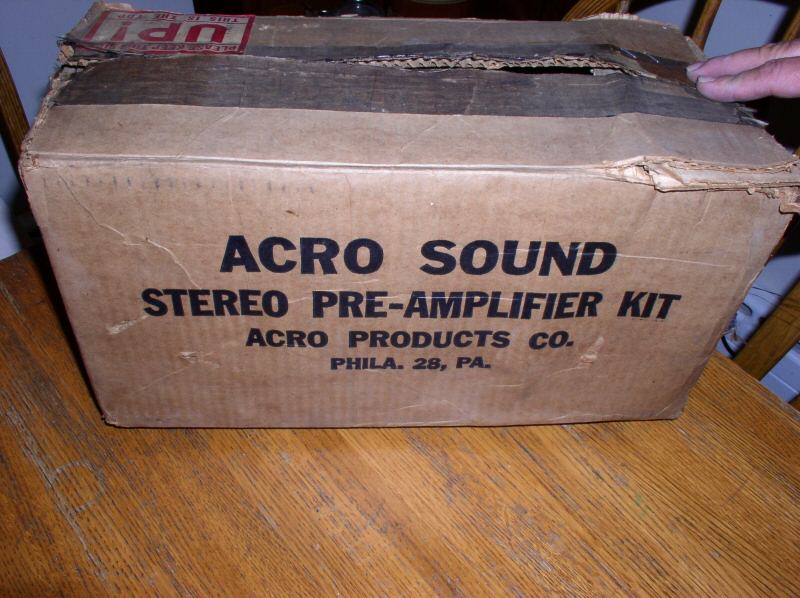 UP!
THIS IS THE TOP
ACRO SOUND
STEREO PRE-AMPLIFIER KIT
ACRO PRODUCTS CO.
PHILA. 28, PA.